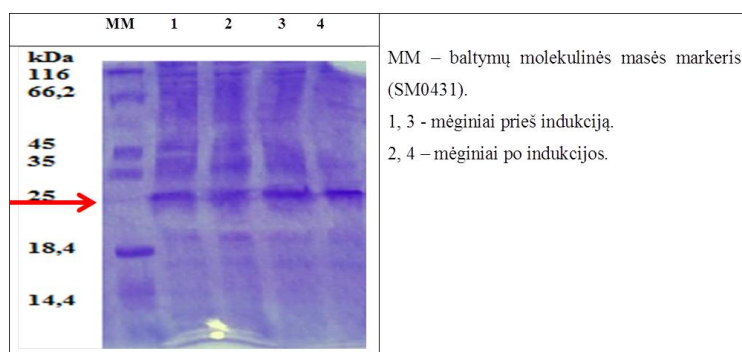 MM 1 2 3 4
kDa
116
66,2
45
35
25
18,4
14,4
MM – baltymų molekulinės masės markeris
(SM0431).
1, 3 - mėginiai prieš indukciją.
2, 4 – mėginiai po indukcijos.